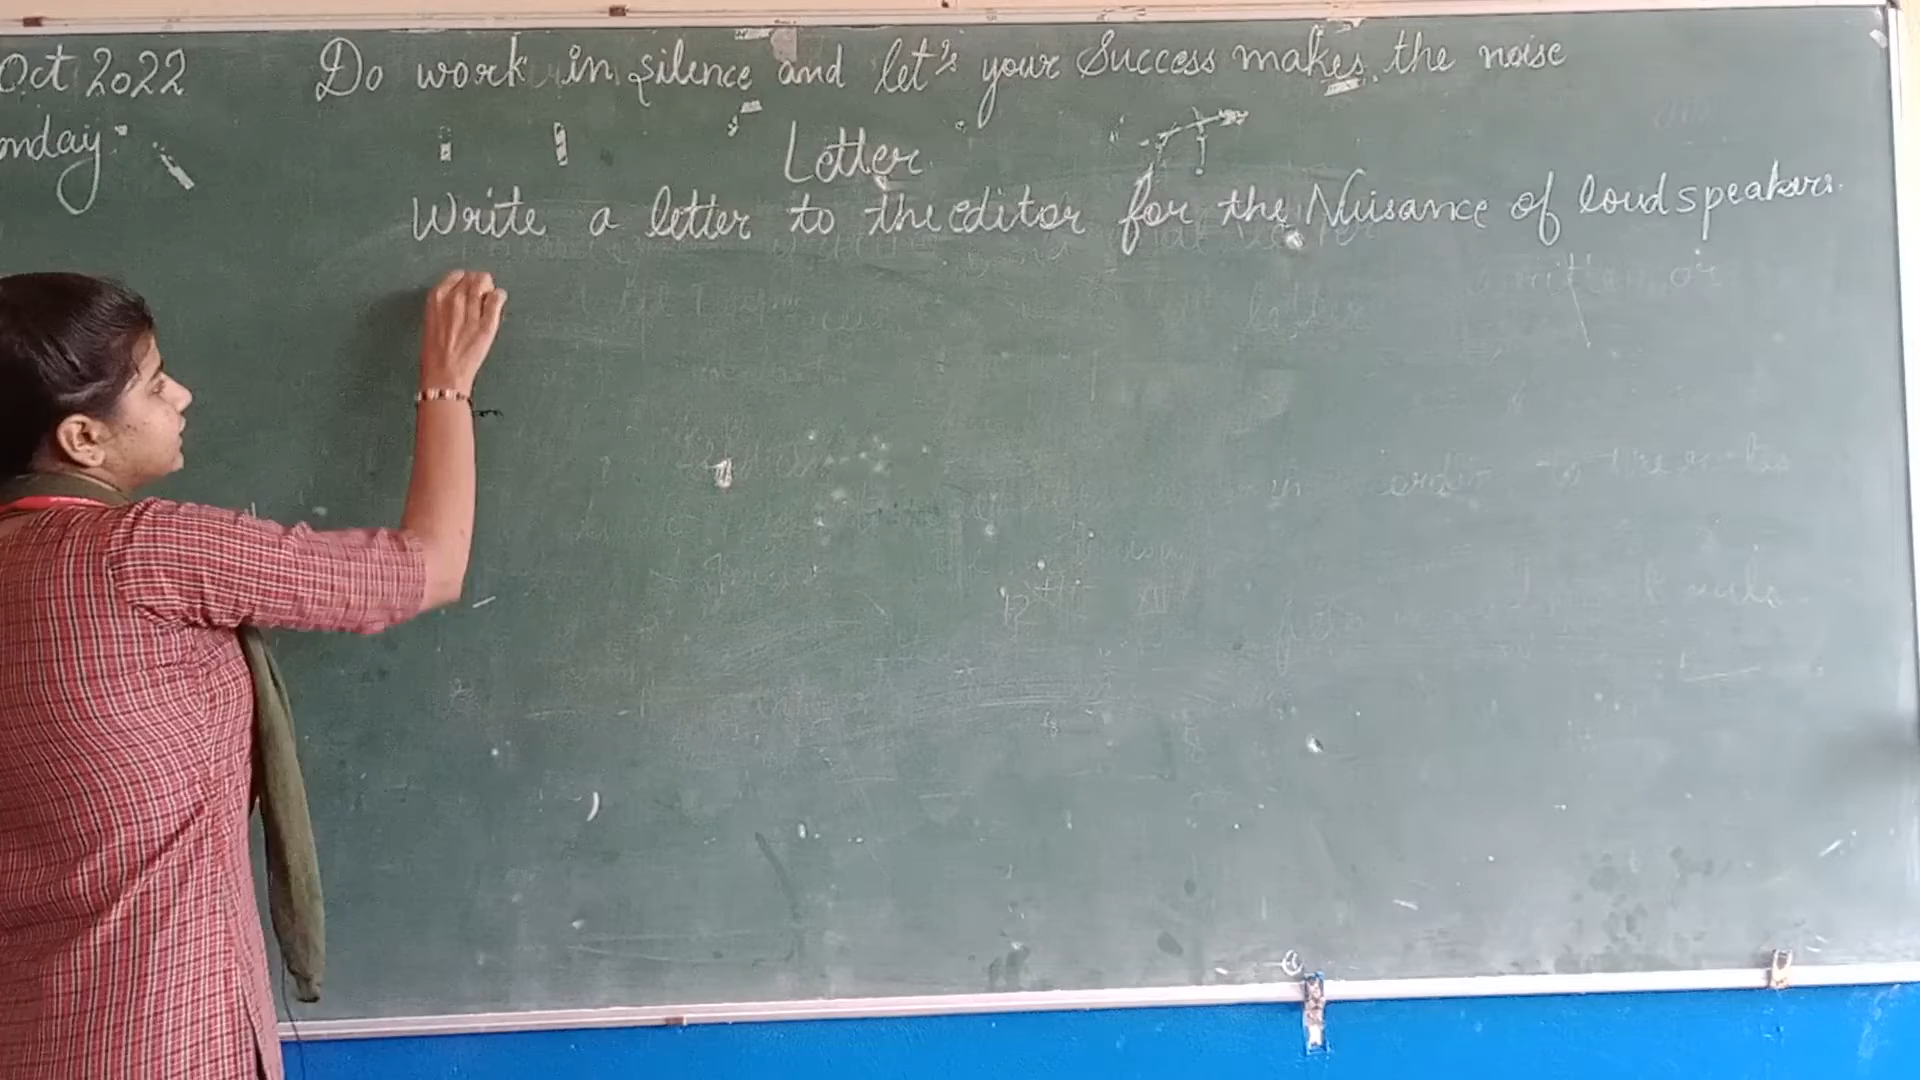 Oct 2022
Do work in silence and let's your Success makes the noise
onday:
Letter
Write a letter to the editor for the Nuisance of loudspeakers.